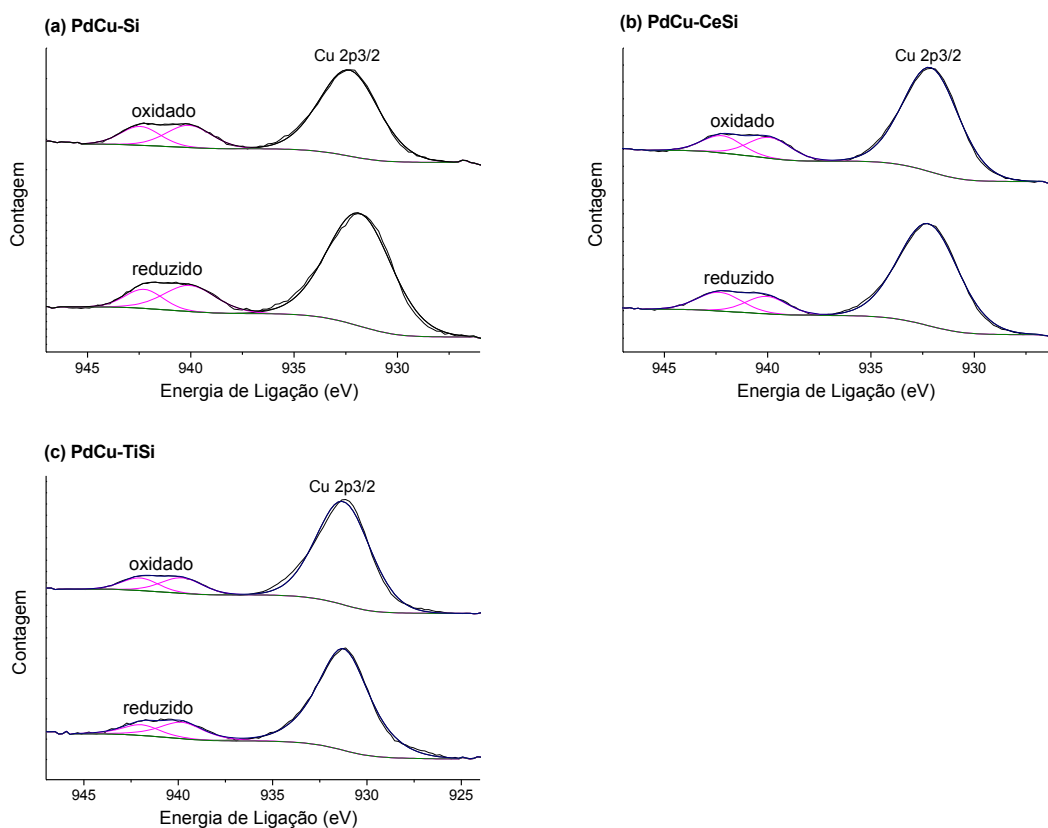 (a) PdCu-Si
Cu 2p3/2
oxidado
reduzido
Contagem
945 940 935 930
Energia de Ligação (eV)
(b) PdCu-CeSi
Cu 2p3/2
oxidado
reduzido
Contagem
945 940 935 930
Energia de Ligação (eV)
(c) PdCu-TiSi
Cu 2p3/2
oxidado
reduzido
Contagem
945 940 935 930 925
Energia de Ligação (eV)